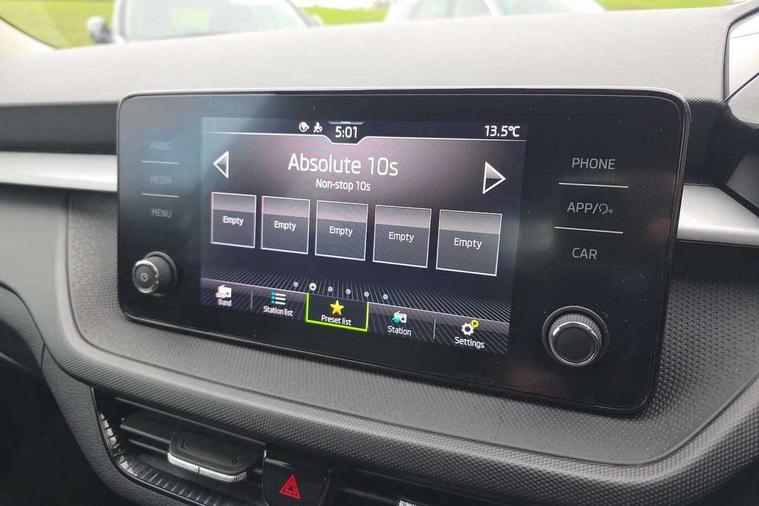 5:01
13.5°C
RADIO
MEDIA
MENU
Absolute 10s
Non-stop 10s
Empty
Empty
Empty
Empty
Empty
Band
Station list
Preset list
Station
Settings
PHONE
APP/
CAR